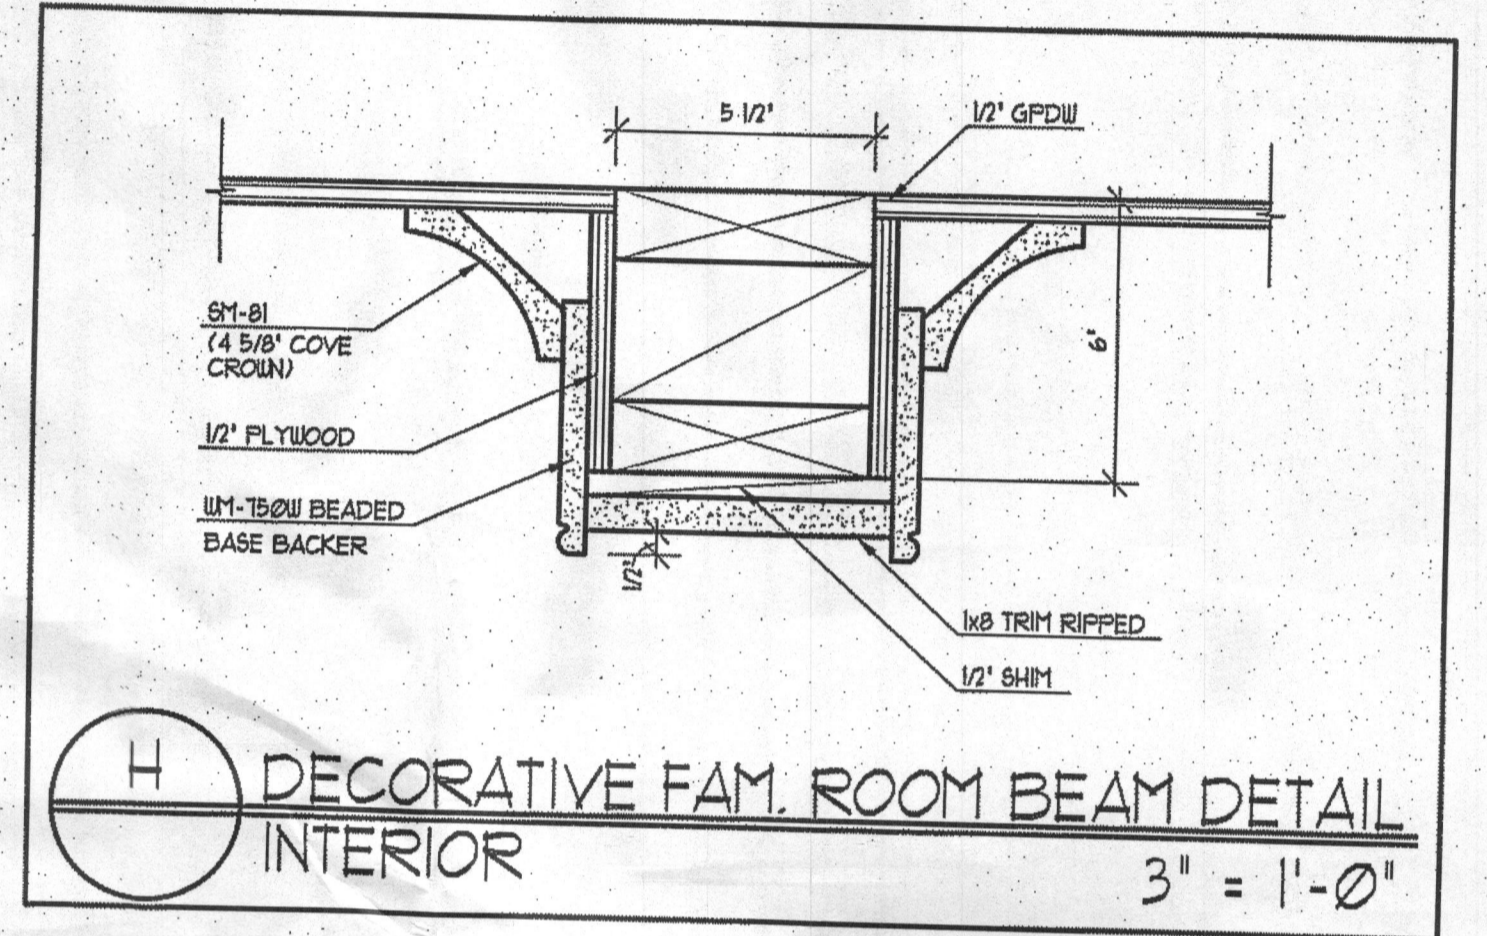 5 1/2"
1/2" GPDW
SM-81
(4 5/8" COVE
CROWN)
6"
1/2" PLYWOOD
WM-750W BEADED
BASE BACKER
1/2"
1x8 TRIM RIPPED
1/2" SHIM
H
DECORATIVE FAM. ROOM BEAM DETAIL
INTERIOR
3" = 1'-0"